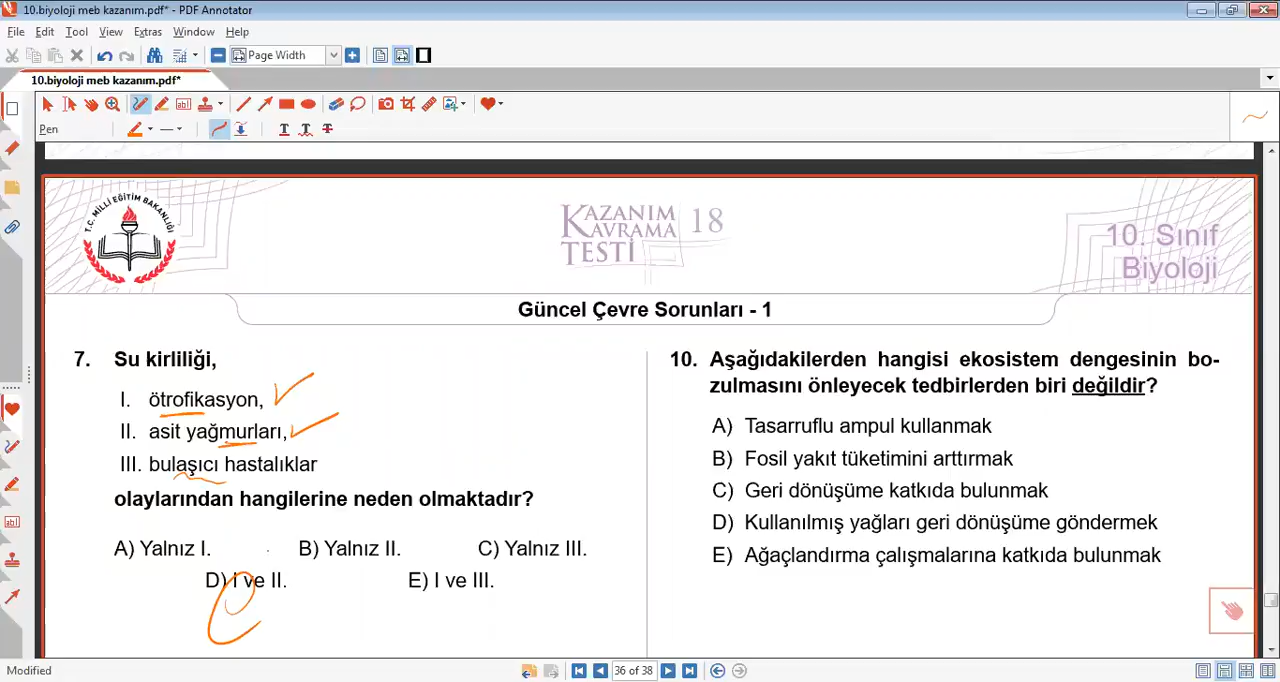 10.biyoloji meb kazanım.pdf* - PDF Annotator
File Edit Tool View Extras Window Help
Page Width
10.biyoloji meb kazanım.pdf*
Pen
T.C. MİLLİ EĞİTİM BAKANLIĞI
KAZANIM
KAVRAMA 18
TESTİ
10. Sınıf
Biyoloji
Güncel Çevre Sorunları - 1
7. Su kirliliği,
I. ötrofikasyon,
II. asit yağmurları,
III. bulaşıcı hastalıklar
olaylarından hangilerine neden olmaktadır?
A) Yalnız I. B) Yalnız II. C) Yalnız III.
D) I ve II. E) I ve III.
10. Aşağıdakilerden hangisi ekosistem dengesinin bo-
zulmasını önleyecek tedbirlerden biri değildir?
A) Tasarruflu ampul kullanmak
B) Fosil yakıt tüketimini arttırmak
C) Geri dönüşüme katkıda bulunmak
D) Kullanılmış yağları geri dönüşüme göndermek
E) Ağaçlandırma çalışmalarına katkıda bulunmak
Modified
36 of 38